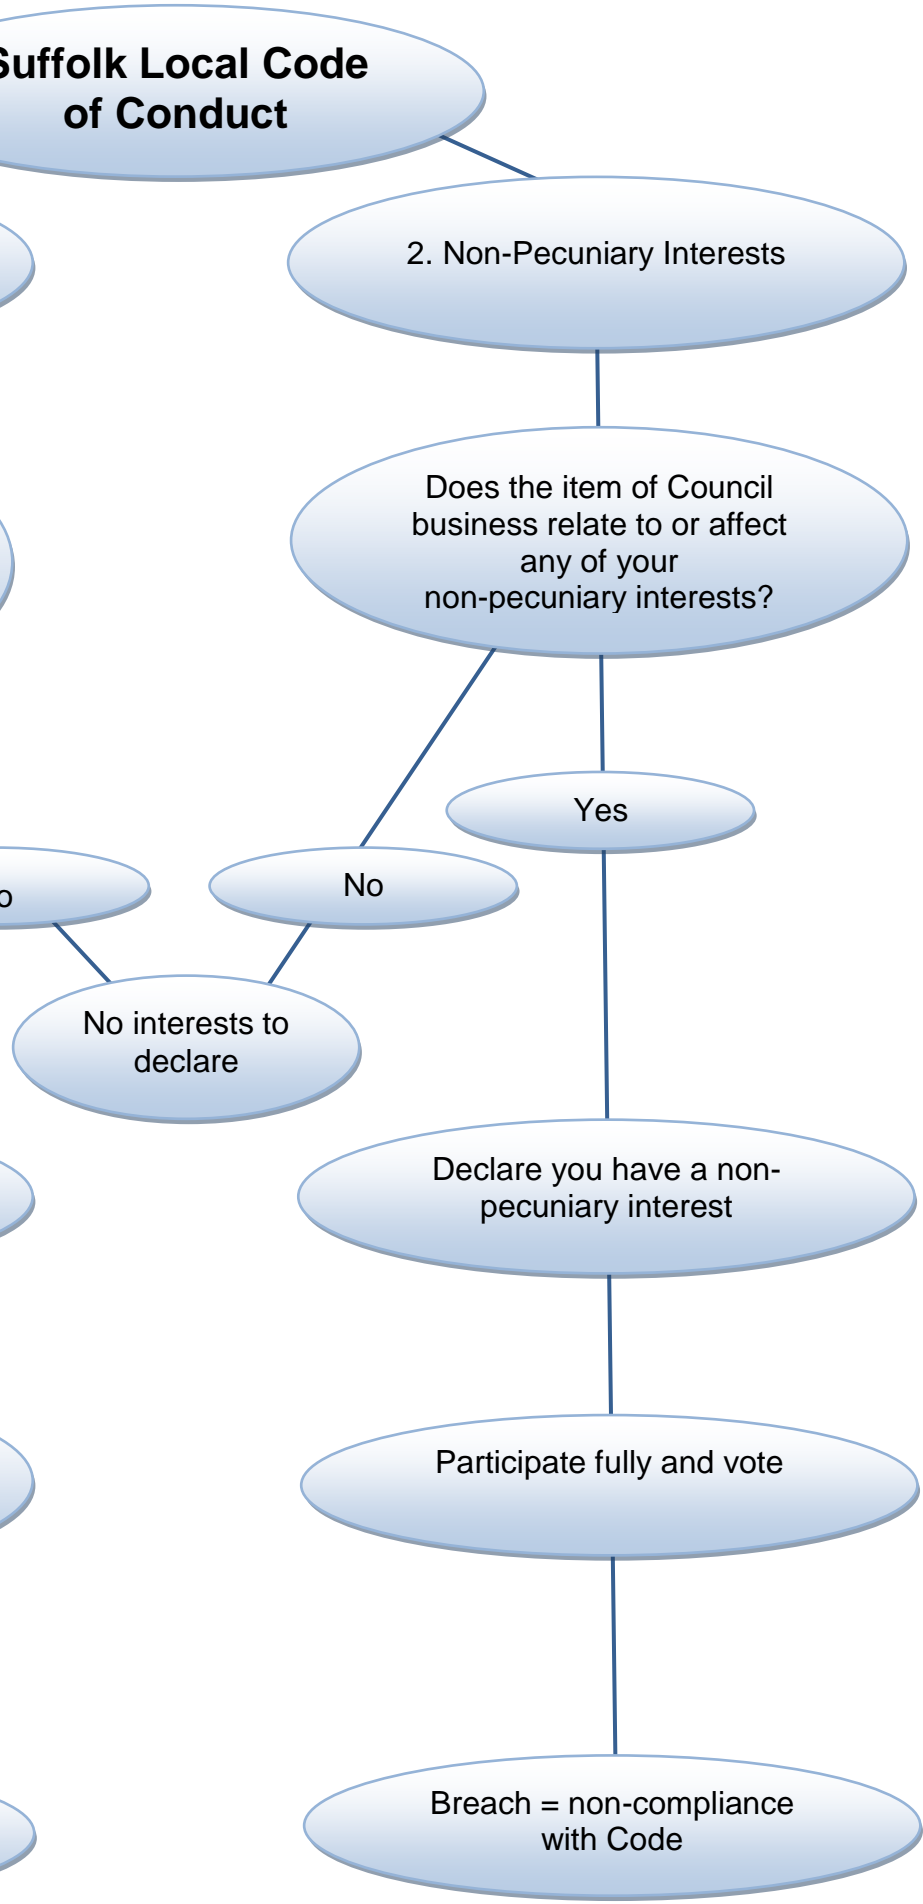 Suffolk Local Code
of Conduct
2. Non-Pecuniary Interests
Does the item of Council
business relate to or affect
any of your
non-pecuniary interests?
Yes
No
No interests to
declare
Declare you have a non-
pecuniary interest
Participate fully and vote
Breach = non-compliance
with Code